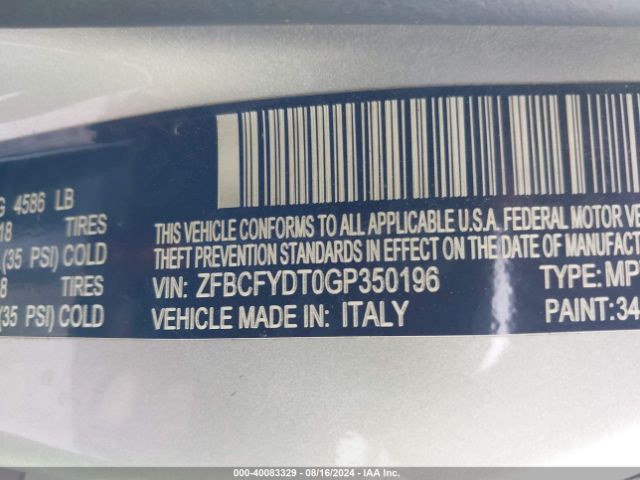 G 4586 LB
18 TIRES
(35 PSI) COLD
8 TIRES
(35 PSI) COLD
THIS VEHICLE CONFORMS TO ALL APPLICABLE U.S.A. FEDERAL MOTOR
THEFT PREVENTION STANDARDS IN EFFECT ON THE DATE OF MANUFACT
VIN: ZFBCFYDT0GP350196 TYPE: MP
VEHICLE MADE IN: ITALY PAINT: 34
000-40083329 - 08/16/2024 - IAA Inc.